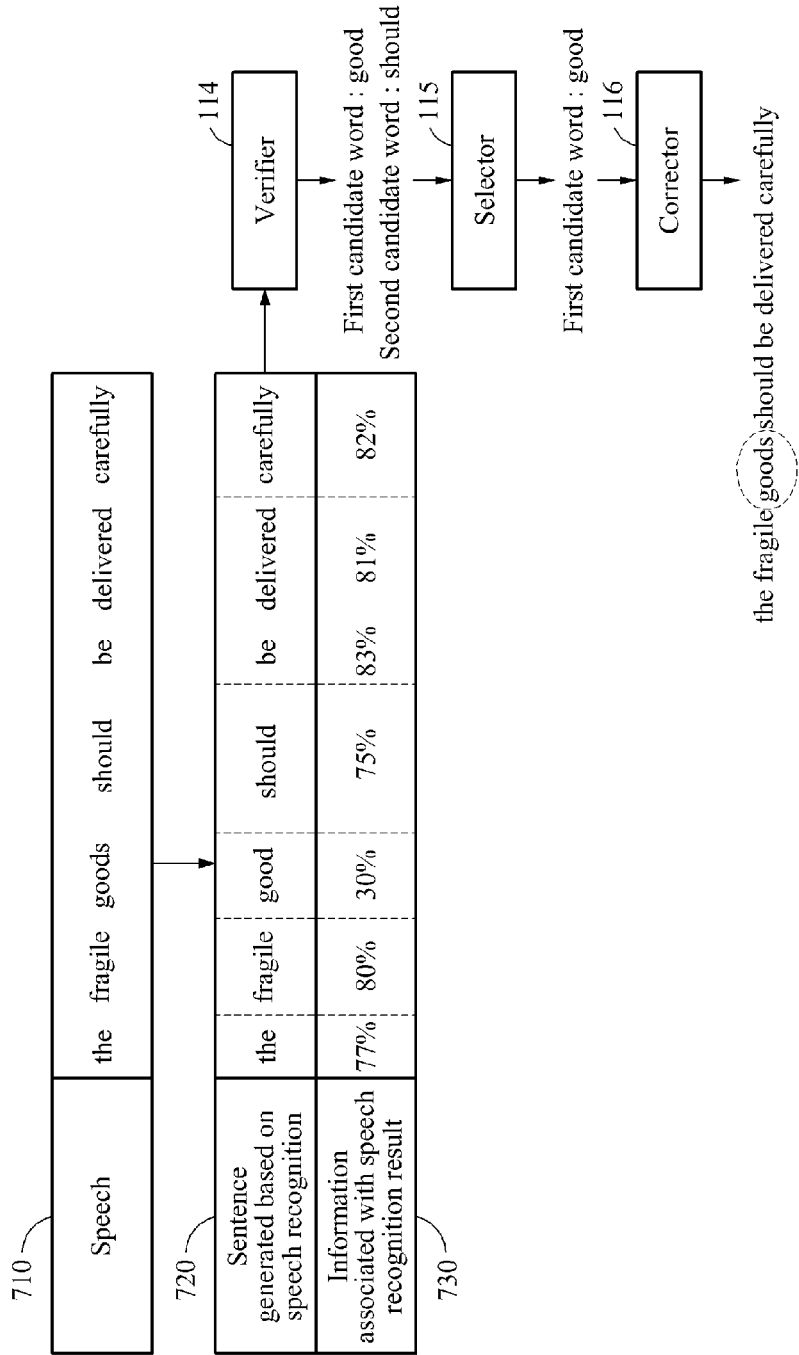 710
Speech
the fragile goods should be delivered carefully
720
Sentence
generated based on
speech recognition
the fragile good should be delivered carefully
Information
associated with speech
recognition result
77% 80% 30% 75% 83% 81% 82%
730
114
Verifier
First candidate word : good
Second candidate word : should
115
Selector
First candidate word : good
116
Corrector
the fragile goods should be delivered carefully